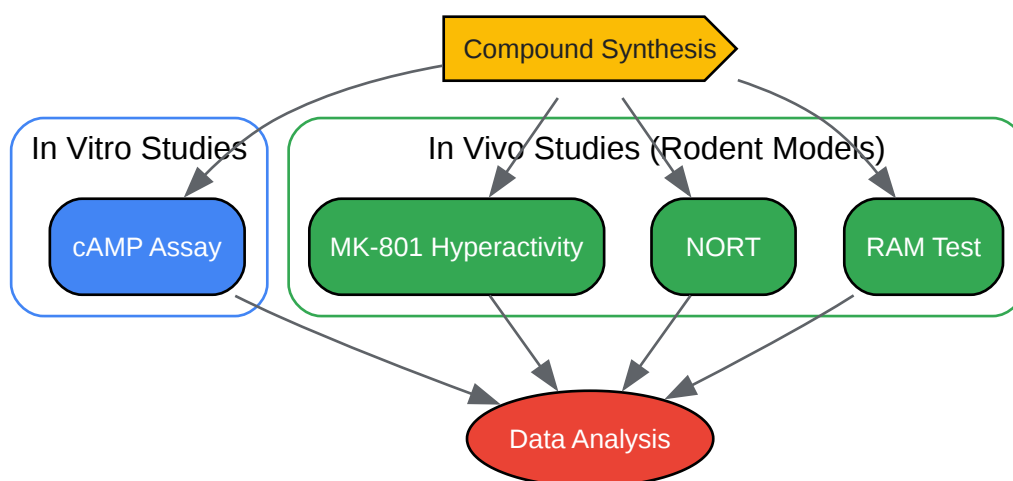 Compound Synthesis
In Vitro Studies
In Vivo Studies (Rodent Models)
cAMP Assay
MK-801 Hyperactivity
NORT
RAM Test
Data Analysis